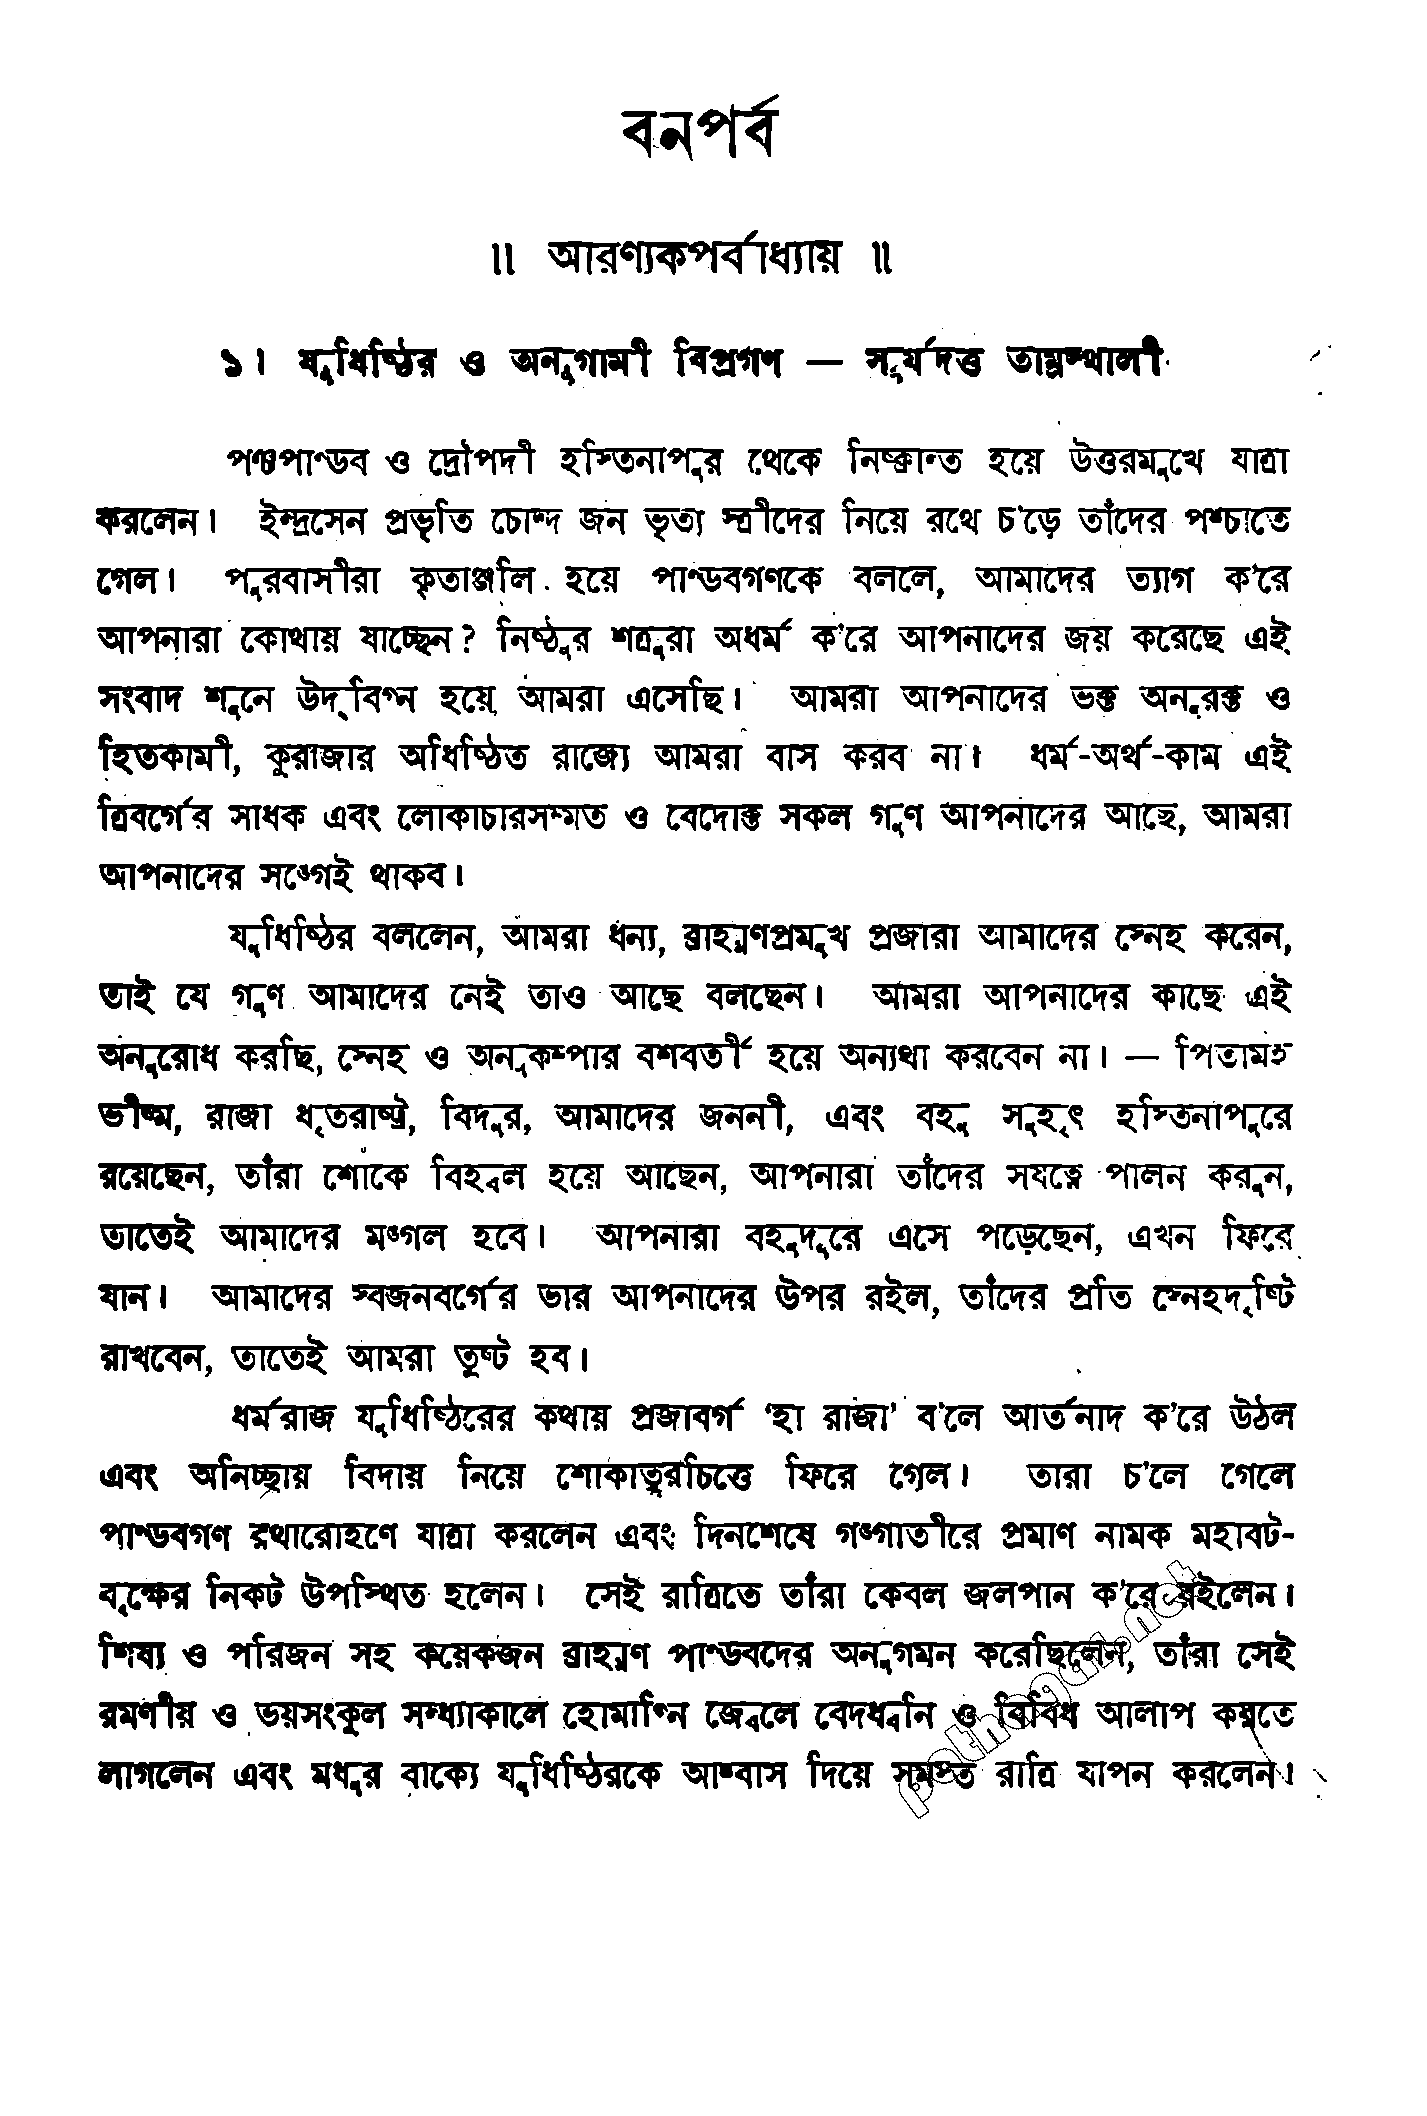 বনপর্ব
॥ আরণ্যকপর্বাধ্যায় ॥
১। যুধিষ্ঠির ও অনুগামী বিপ্রগণ — সূর্যদত্ত তাম্রস্থালী
পঞ্চপাণ্ডব ও দ্রৌপদী হস্তিনাপুর থেকে নিষ্ক্রান্ত হয়ে উত্তরমুখে যাত্রা
করলেন। ইন্দ্রসেন প্রভৃতি চোদ্দ জন ভৃত্য স্ত্রীদের নিয়ে রথে চ'ড়ে তাঁদের পশ্চাতে
গেল। পুরবাসীরা কৃতাঞ্জলি হয়ে পাণ্ডবগণকে বললে, আমাদের ত্যাগ ক'রে
আপনারা কোথায় যাচ্ছেন? নিষ্ঠুর শত্রুরা অধর্ম ক'রে আপনাদের জয় করেছে এই
সংবাদ শুনে উদ্‌বিগ্ন হয়ে আমরা এসেছি। আমরা আপনাদের ভক্ত অনুরক্ত ও
হিতকামী, কুরাজার অধিষ্ঠিত রাজ্যে আমরা বাস করব না। ধর্ম-অর্থ-কাম এই
ত্রিবর্গের সাধক এবং লোকাচারসম্মত ও বেদোক্ত সকল গুণ আপনাদের আছে, আমরা
আপনাদের সঙ্গেই থাকব।
যুধিষ্ঠির বললেন, আমরা ধন্য, ব্রাহ্মণপ্রমুখ প্রজারা আমাদের স্নেহ করেন,
তাই যে গুণ আমাদের নেই তাও আছে বলছেন। আমরা আপনাদের কাছে এই
অনুরোধ করছি, স্নেহ ও অনুকম্পার বশবর্তী হয়ে অন্যথা করবেন না। — পিতামহ
ভীষ্ম, রাজা ধৃতরাষ্ট্র, বিদুর, আমাদের জননী, এবং বহু সুহৃৎ হস্তিনাপুরে
রয়েছেন, তাঁরা শোকে বিহ্বল হয়ে আছেন, আপনারা তাঁদের সযত্নে পালন করুন,
তাতেই আমাদের মঙ্গল হবে। আপনারা বহুদূরে এসে পড়েছেন, এখন ফিরে
যান। আমাদের স্বজনবর্গের ভার আপনাদের উপর রইল, তাঁদের প্রতি স্নেহদৃষ্টি
রাখবেন, তাতেই আমরা তুষ্ট হব।
ধর্মরাজ যুধিষ্ঠিরের কথায় প্রজাবর্গ 'হা রাজা' ব'লে আর্তনাদ ক'রে উঠল
এবং অনিচ্ছায় বিদায় নিয়ে শোকাতুরচিত্তে ফিরে গেল। তারা চ'লে গেলে
পাণ্ডবগণ রথারোহণে যাত্রা করলেন এবং দিনশেষে গঙ্গাতীরে প্রমাণ নামক মহাবট-
বৃক্ষের নিকট উপস্থিত হলেন। সেই রাত্রিতে তাঁরা কেবল জলপান ক'রে রইলেন।
শিষ্য ও পরিজন সহ কয়েকজন ব্রাহ্মণ পাণ্ডবদের অনুগমন করেছিলেন, তাঁরা সেই
রমণীয় ও ভয়সংকুল সন্ধ্যাকালে হোমাগ্নি জ্বেলে বেদধ্বনি ও বিবিধ আলাপ করতে
লাগলেন এবং মধুর বাক্যে যুধিষ্ঠিরকে আশ্বাস দিয়ে সমস্ত রাত্রি যাপন করলেন।